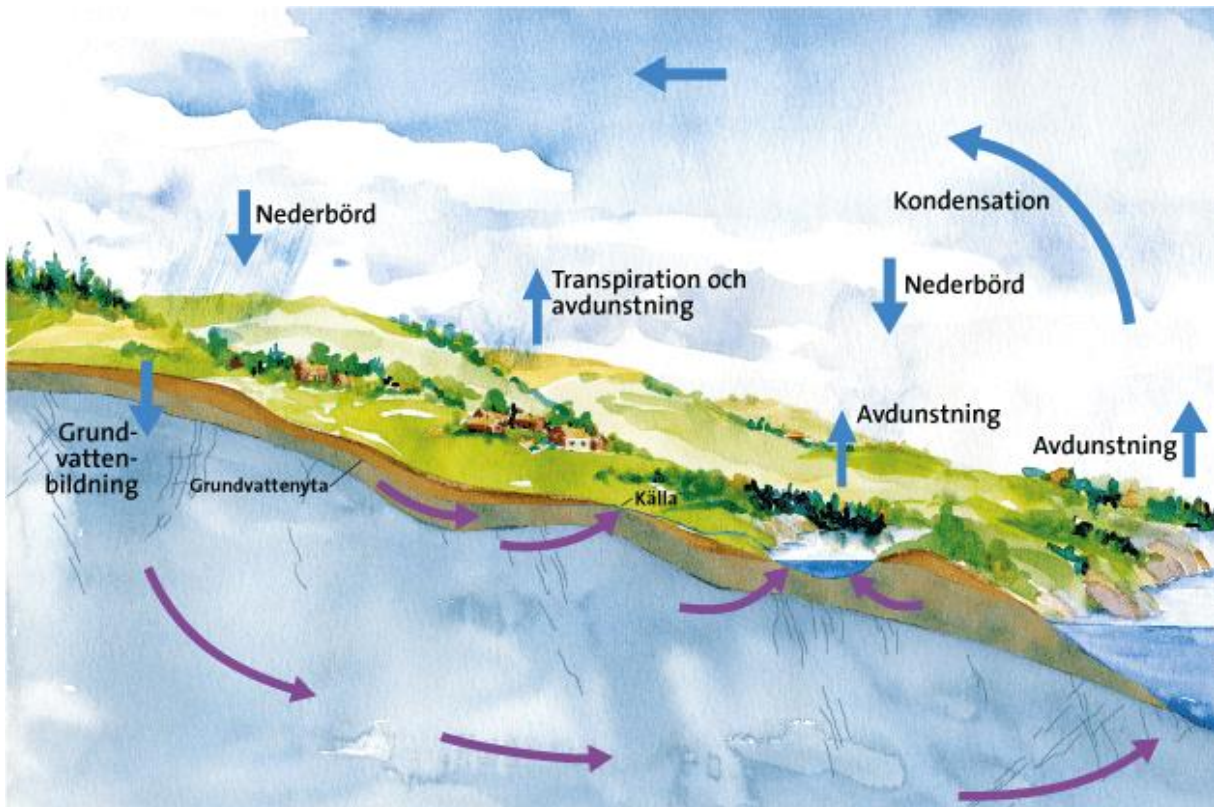 Nederbörd
Kondensation
Transpiration och
avdunstning
Nederbörd
Avdunstning
Avdunstning
Grund-
vatten-
bildning
Grundvattenyta
Källa